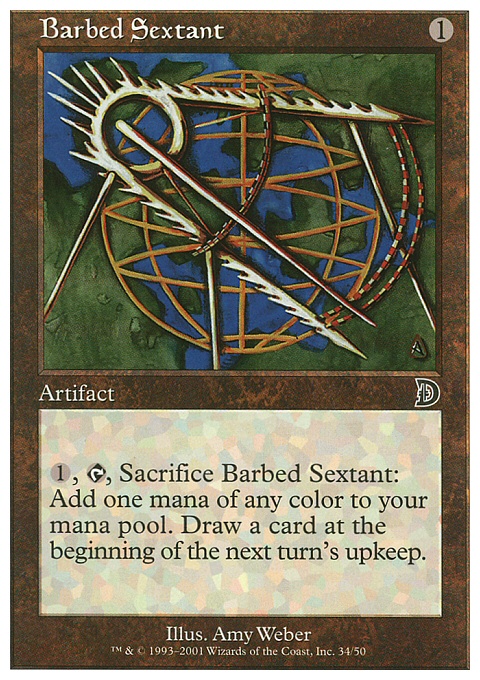 Barbed Sextant 1
Artifact
1, , Sacrifice Barbed Sextant:
Add one mana of any color to your
mana pool. Draw a card at the
beginning of the next turn's upkeep.
Illus. Amy Weber
™ & © 1993–2001 Wizards of the Coast, Inc. 34/50